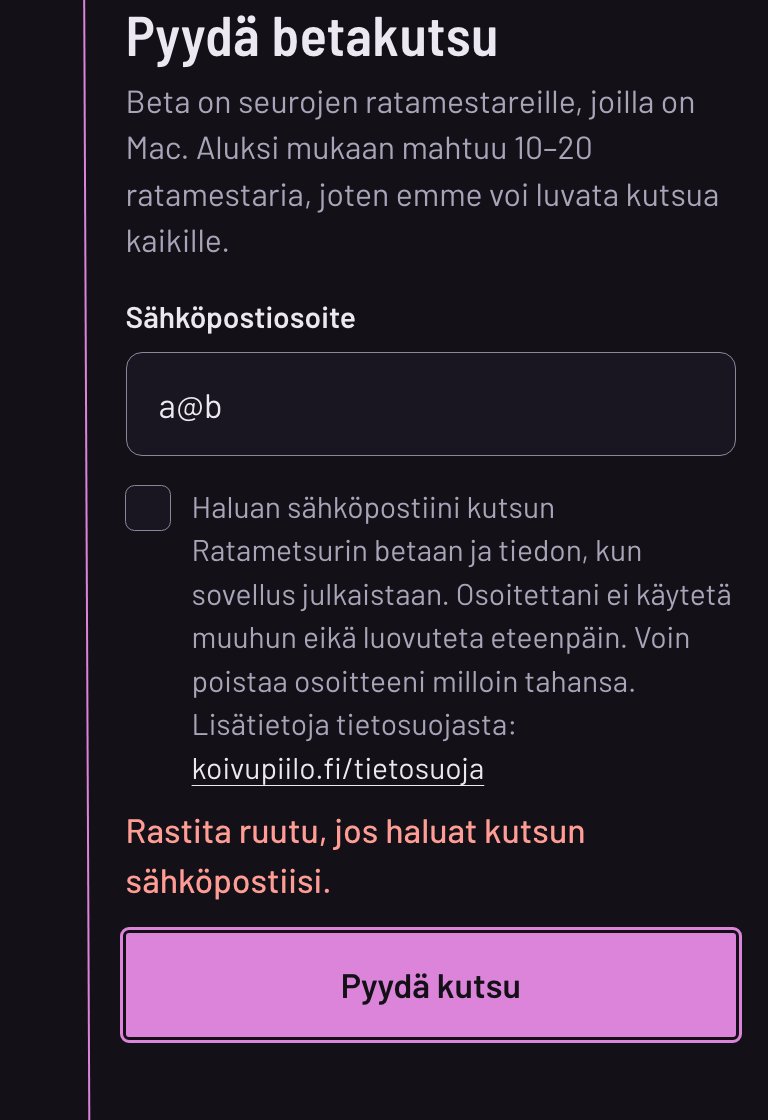 Pyydä betakutsu
Beta on seurojen ratamestareille, joilla on
Mac. Aluksi mukaan mahtuu 10–20
ratamestaria, joten emme voi luvata kutsua
kaikille.
Sähköpostiosoite
a@b
Haluan sähköpostiini kutsun
Ratametsurin betaan ja tiedon, kun
sovellus julkaistaan. Osoitettani ei käytetä
muuhun eikä luovuteta eteenpäin. Voin
poistaa osoitteeni milloin tahansa.
Lisätietoja tietosuojasta:
koivupiilo.fi/tietosuoja
Rastita ruutu, jos haluat kutsun
sähköpostiisi.
Pyydä kutsu